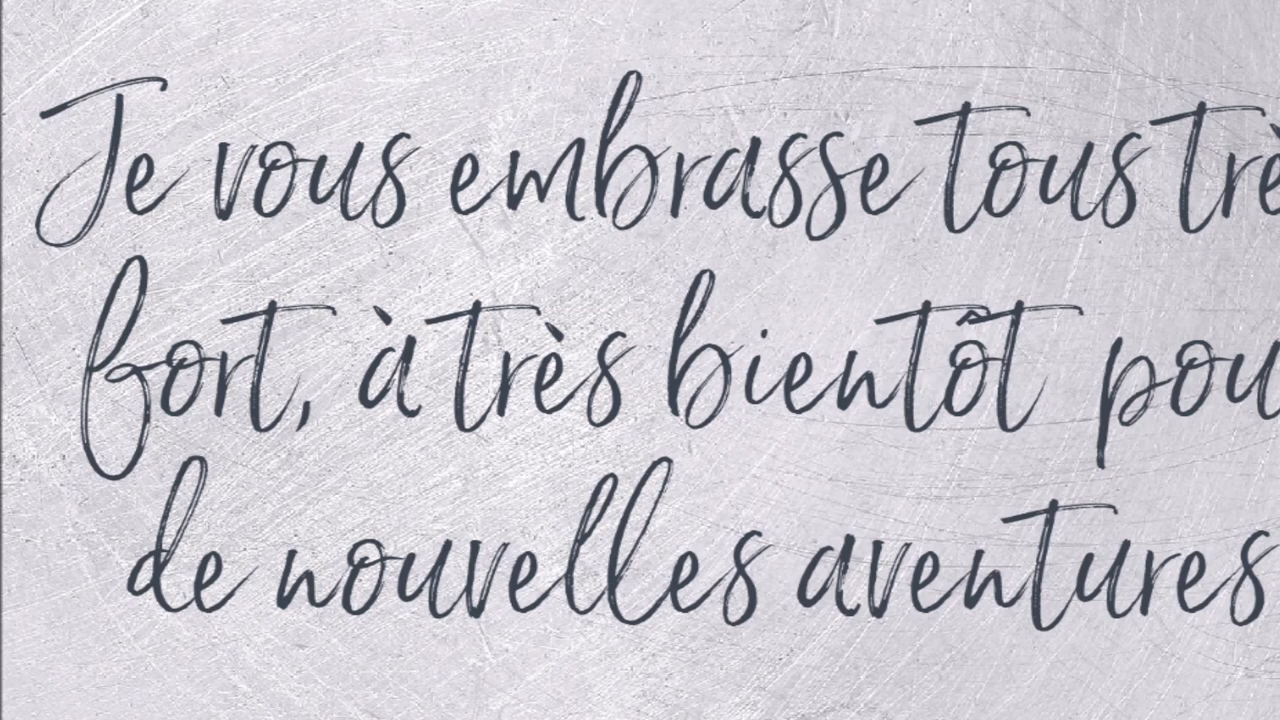 Je vous embrasse tous trè
fort, à très bientôt pou
de nouvelles aventures